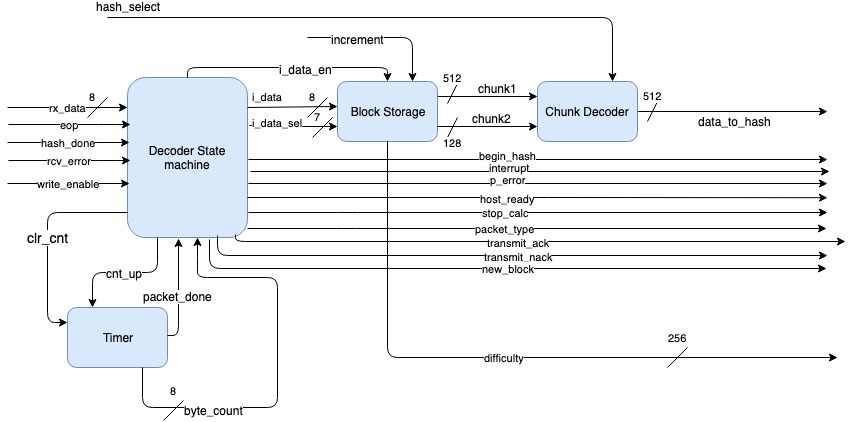 hash_select
increment
i_data_en
512
8
rx_data
i_data
8
chunk1
512
eop
i_data_sel
7
Block Storage
chunk2
Chunk Decoder
data_to_hash
hash_done
Decoder State
machine
128
rcv_error
begin_hash
interrupt
write_enable
p_error
host_ready
stop_calc
packet_type
clr_cnt
transmit_ack
transmit_nack
cnt_up
new_block
packet_done
Timer
256
difficulty
8
byte_count